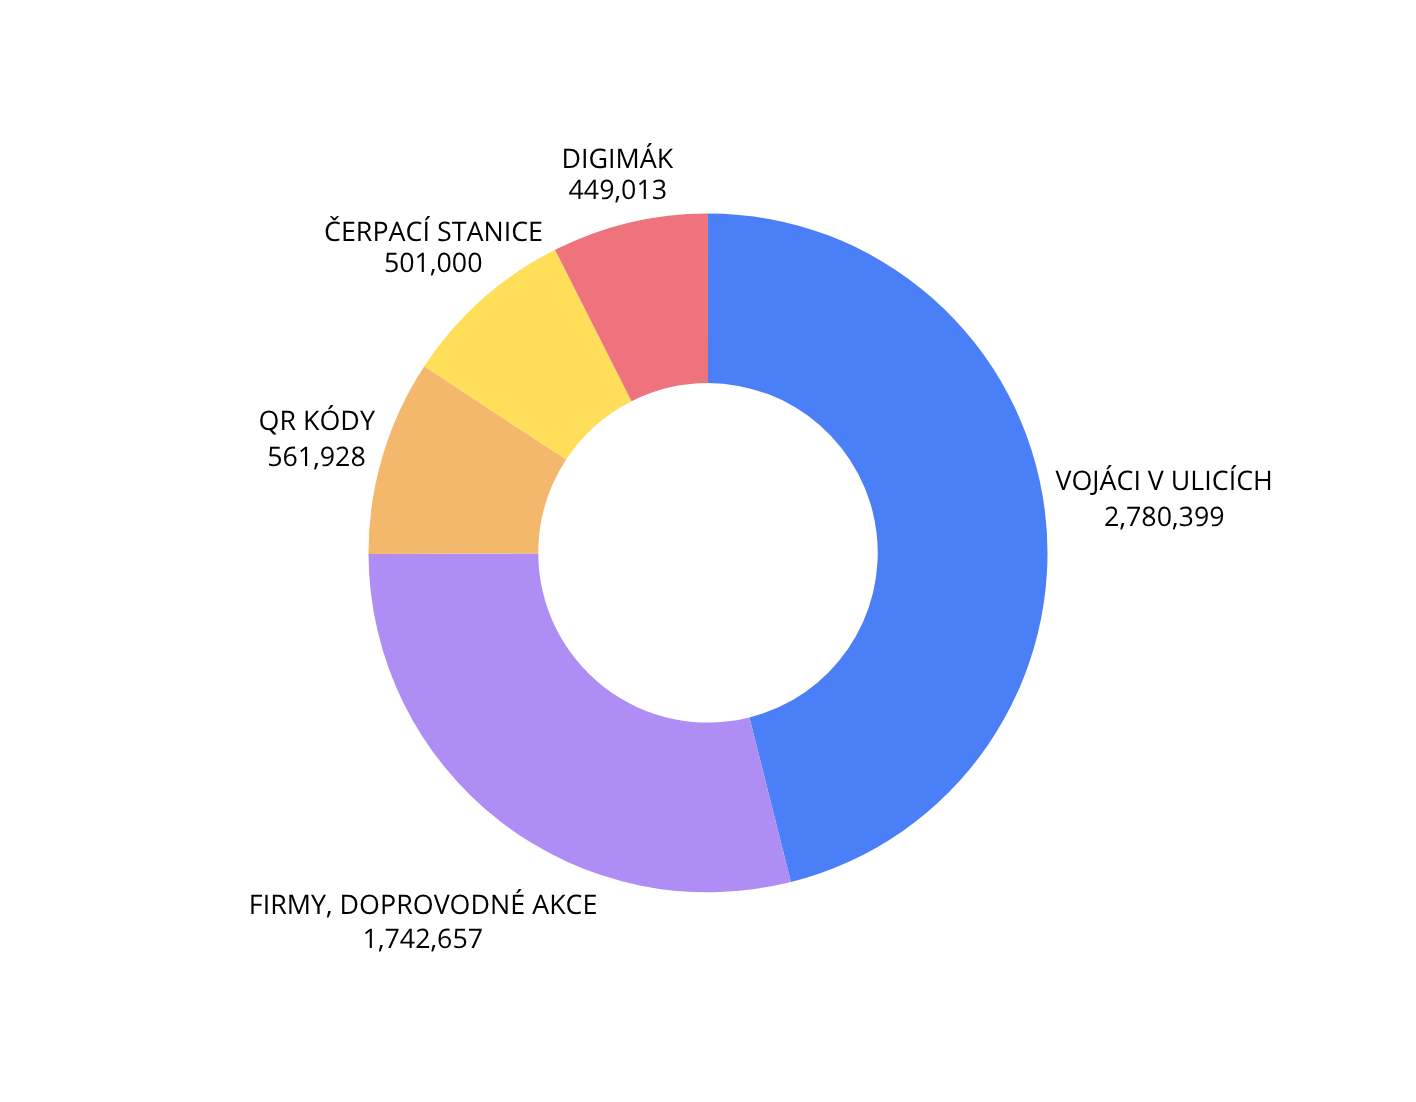 DIGIMÁK
449,013
ČERPACÍ STANICE
501,000
QR KÓDY
561,928
VOJÁCI V ULICÍCH
2,780,399
FIRMY, DOPROVODNÉ AKCE
1,742,657